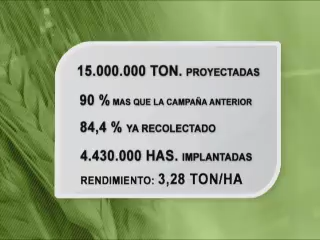 15.000.000 TON. PROYECTADAS
90 % MAS QUE LA CAMPAÑA ANTERIOR
84,4 % YA RECOLECTADO
4.430.000 HAS. IMPLANTADAS
RENDIMIENTO: 3,28 TON/HA